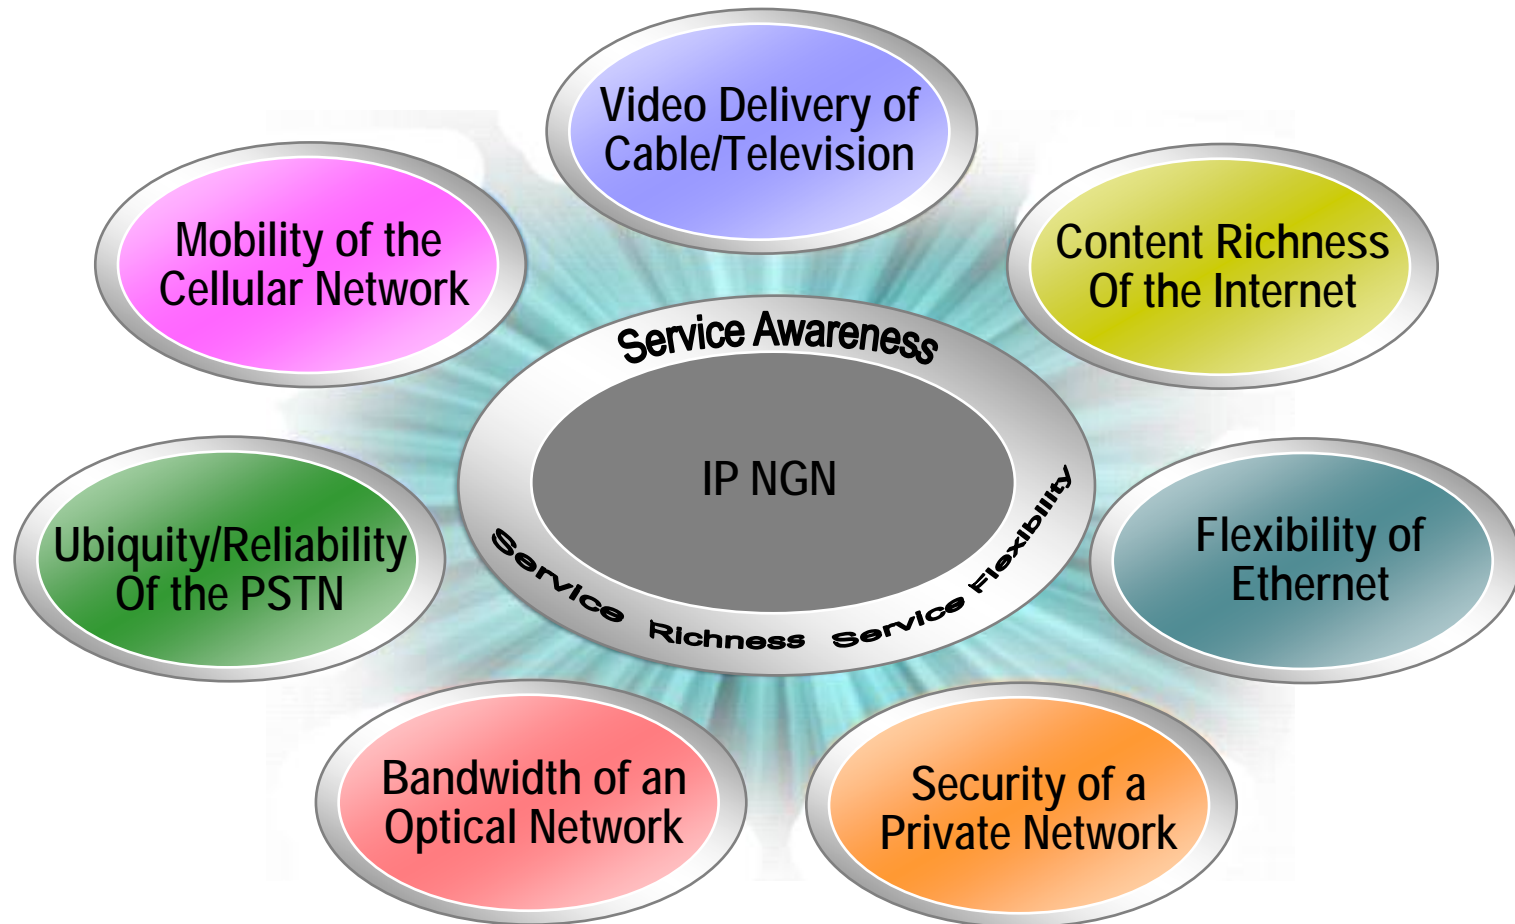 Video Delivery of
Cable/Television
Mobility of the
Cellular Network
Content Richness
Of the Internet
Service Awareness
IP NGN
Service Richness Service Flexibility
Ubiquity/Reliability
Of the PSTN
Flexibility of
Ethernet
Bandwidth of an
Optical Network
Security of a
Private Network